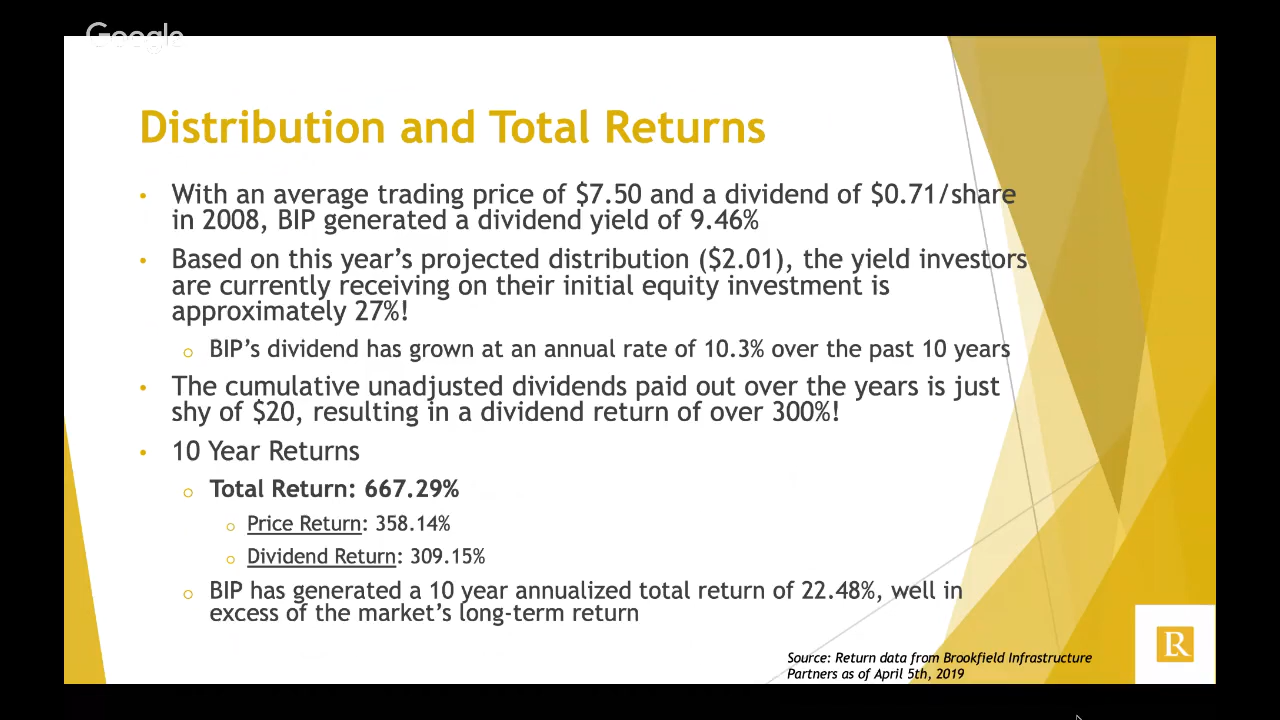 Google
Distribution and Total Returns
• With an average trading price of $7.50 and a dividend of $0.71/share
in 2008, BIP generated a dividend yield of 9.46%
• Based on this year’s projected distribution ($2.01), the yield investors
are currently receiving on their initial equity investment is
approximately 27%!
o BIP’s dividend has grown at an annual rate of 10.3% over the past 10 years
• The cumulative unadjusted dividends paid out over the years is just
shy of $20, resulting in a dividend return of over 300%!
• 10 Year Returns
o Total Return: 667.29%
o Price Return: 358.14%
o Dividend Return: 309.15%
o BIP has generated a 10 year annualized total return of 22.48%, well in
excess of the market’s long-term return
Source: Return data from Brookfield Infrastructure
Partners as of April 5th, 2019
R